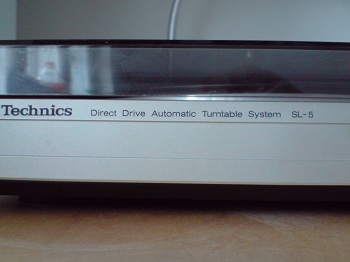 Technics Direct Drive Automatic Turntable System SL-5